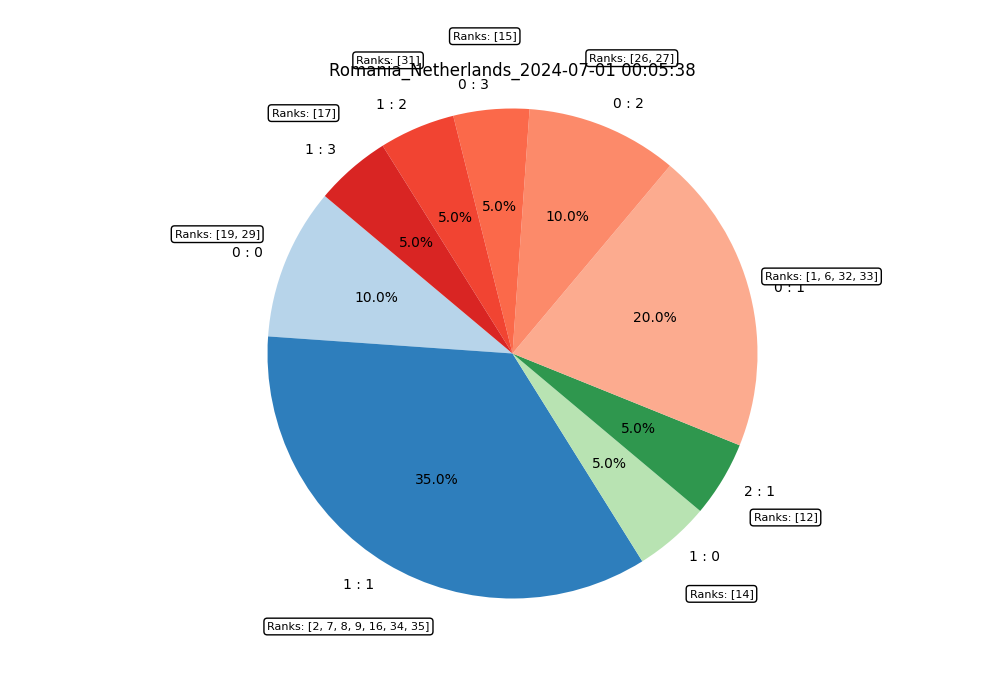 Ranks: [15]
Ranks: [31]
Ranks: [26, 27]
Romania_Netherlands_2024-07-01 00:05:38
0 : 3
1 : 2
0 : 2
Ranks: [17]
1 : 3
Ranks: [19, 29]
0 : 0
Ranks: [1, 6, 32, 33]
0 : 1
5.0%
5.0%
10.0%
5.0%
10.0%
20.0%
5.0%
5.0%
35.0%
2 : 1
Ranks: [12]
1 : 0
1 : 1
Ranks: [14]
Ranks: [2, 7, 8, 9, 16, 34, 35]